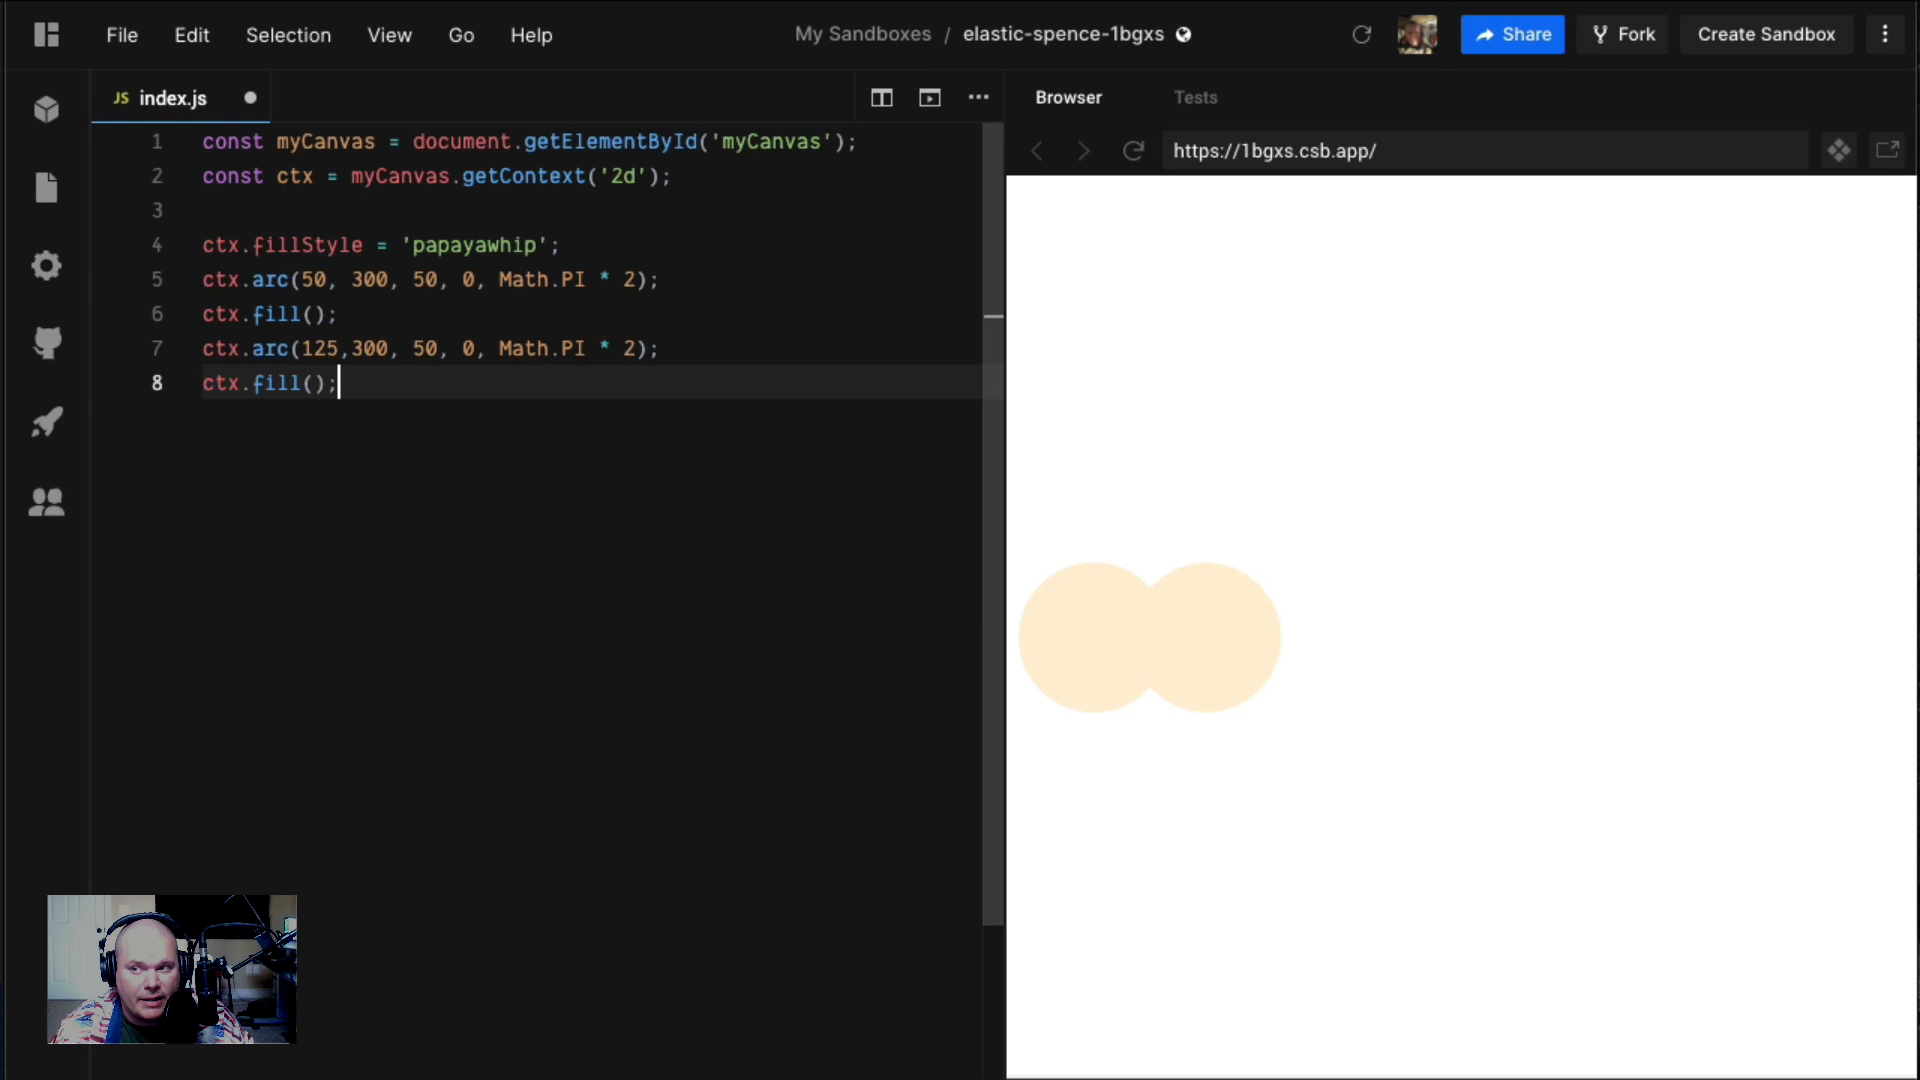 File Edit Selection View Go Help
My Sandboxes / elastic-spence-1bgxs
Share
Fork
Create Sandbox
JS index.js
Browser
Tests
https://1bgxs.csb.app/
1 const myCanvas = document.getElementById('myCanvas');
2 const ctx = myCanvas.getContext('2d');
3
4 ctx.fillStyle = 'papayawhip';
5 ctx.arc(50, 300, 50, 0, Math.PI * 2);
6 ctx.fill();
7 ctx.arc(125,300, 50, 0, Math.PI * 2);
8 ctx.fill();